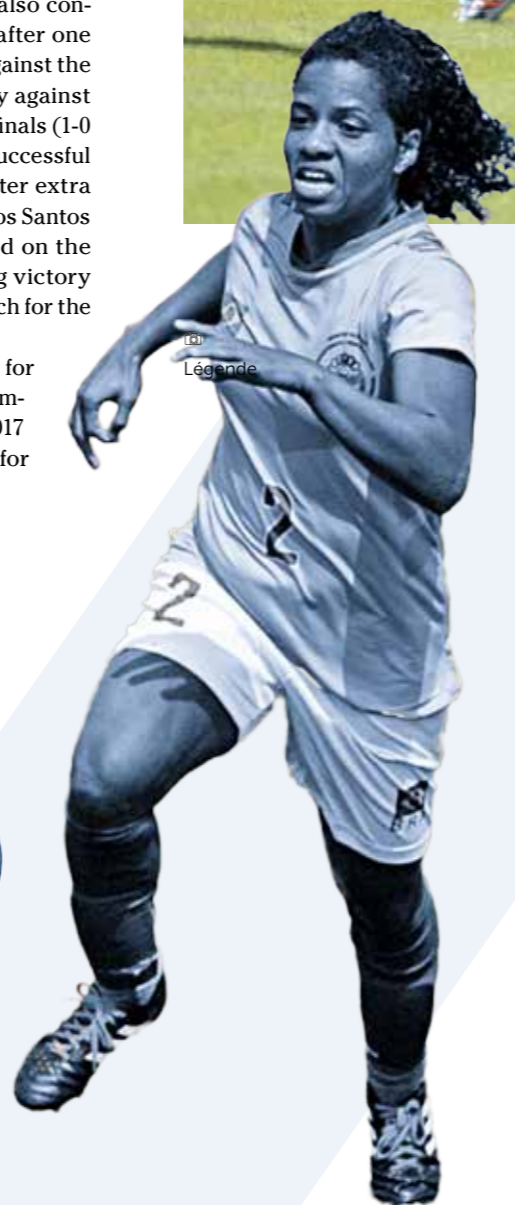 also con-
after one
gainst the
y against
inals (1-0
uccessful
ter extra
os Santos
d on the
g victory
ch for the
for
m-
017
for
Légende
2
2